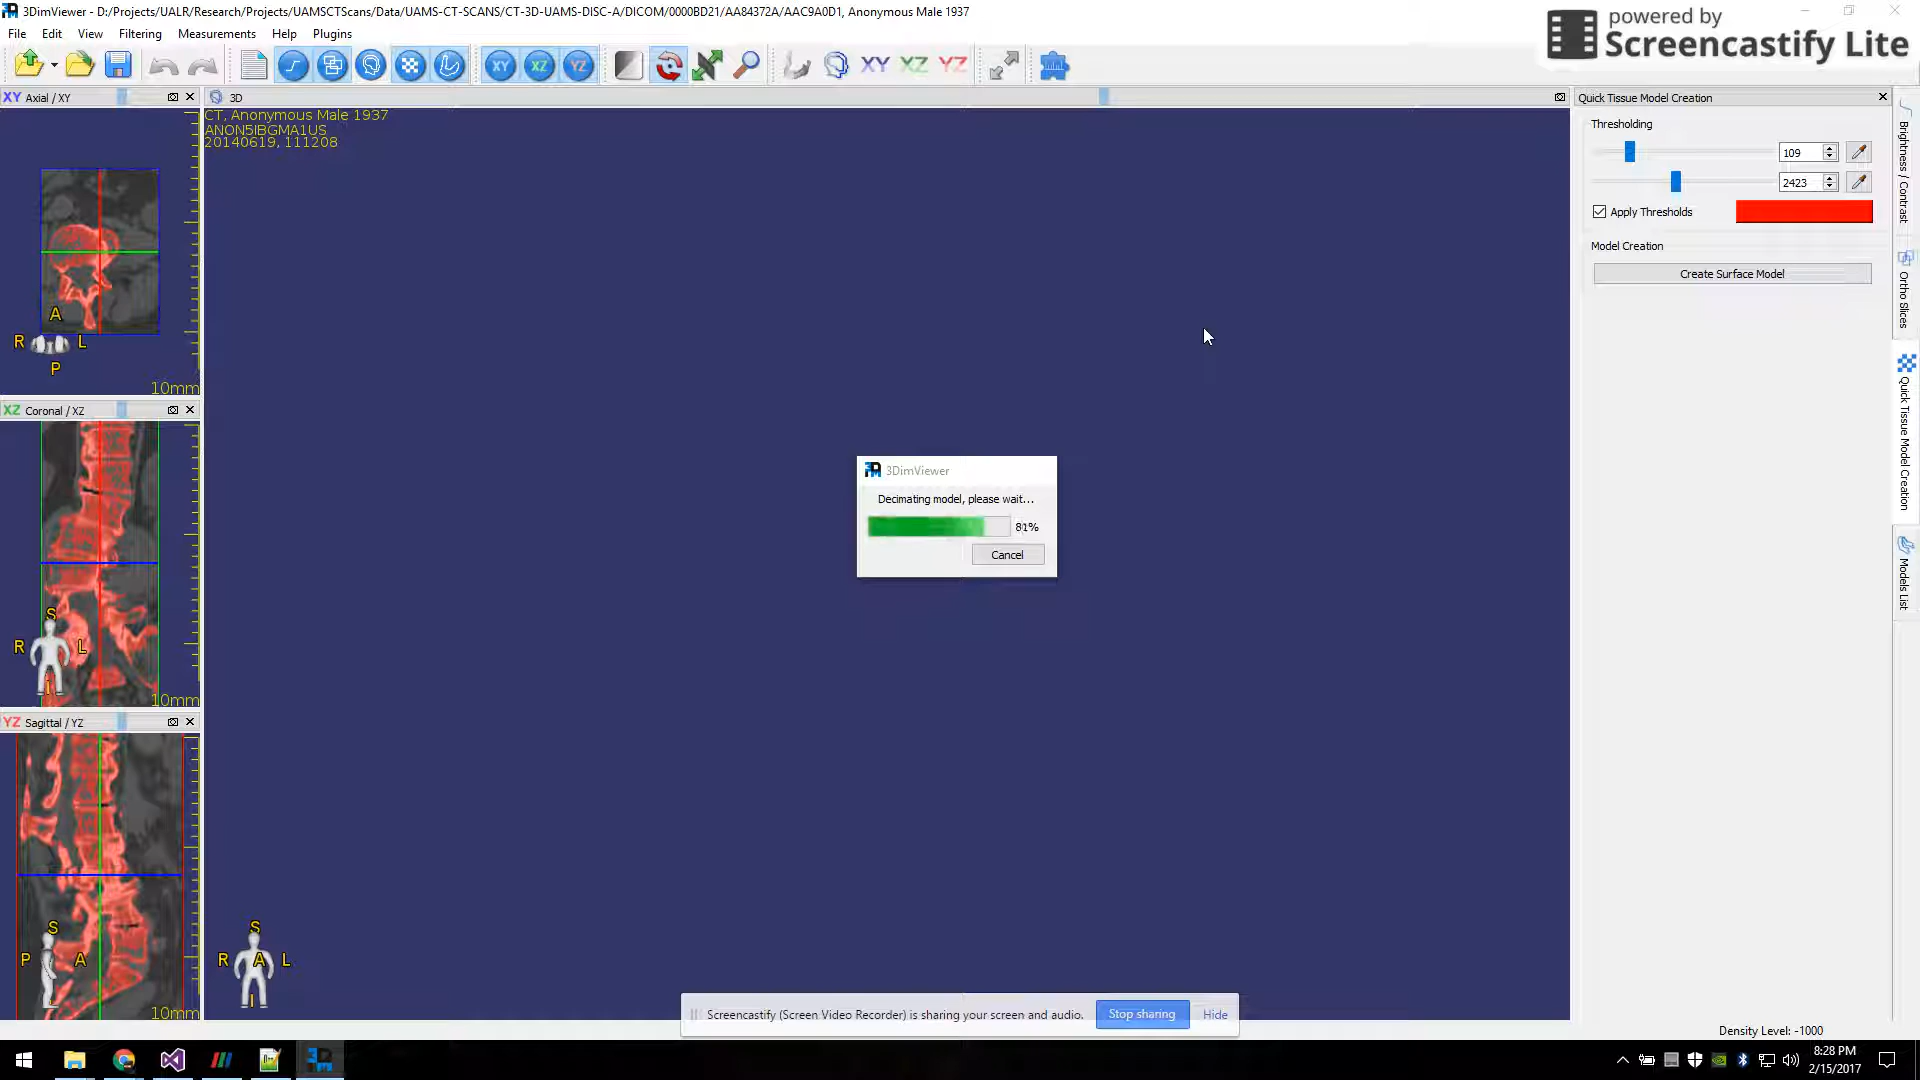 3DimViewer - D:/Projects/UALR/Research/Projects/UAMSCTScans/Data/UAMS-CT-SCANS/CT-3D-UAMS-DISC-A/DICOM/0000BD21/AA84372A/AAC9A0D1, Anonymous Male 1937
powered by
Screencastify Lite
File Edit View Filtering Measurements Help Plugins
XY XZ YZ XY XZ YZ
XY Axial / XY
3D
Quick Tissue Model Creation
CT, Anonymous Male 1937
ANON5IBGMA1US
20140619, 111208
Thresholding
109
2423
Apply Thresholds
Model Creation
Create Surface Model
Brightness / Contrast
Ortho Slices
Quick Tissue Model Creation
Models List
A
R L
P
10mm
XZ Coronal / XZ
S
R L
I
10mm
3DimViewer
Decimating model, please wait...
81%
Cancel
YZ Sagittal / YZ
S
P A
10mm
S
R A L
I
Screencastify (Screen Video Recorder) is sharing your screen and audio.
Stop sharing
Hide
Density Level: -1000
8:28 PM
2/15/2017